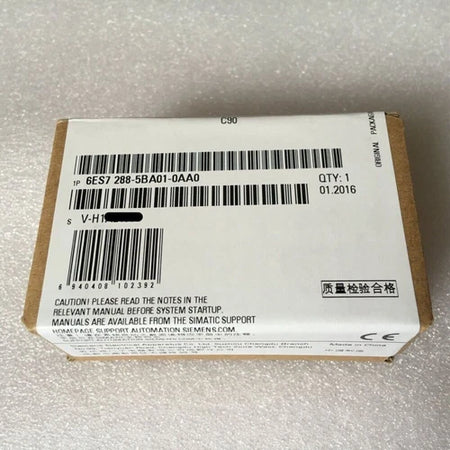 C90
ORIGINAL PACKAGE
1P 6ES7 288-5BA01-0AA0
QTY: 1
01.2016
S V-H1
6 940408 102392
质量检验合格
CAUTION! PLEASE READ THE NOTES IN THE
RELEVANT MANUAL BEFORE SYSTEM STARTUP.
MANUALS ARE AVAILABLE FROM THE SIMATIC SUPPORT
HOMEPAGE SUPPORT.AUTOMATION.SIEMENS.COM
CE
Made in China